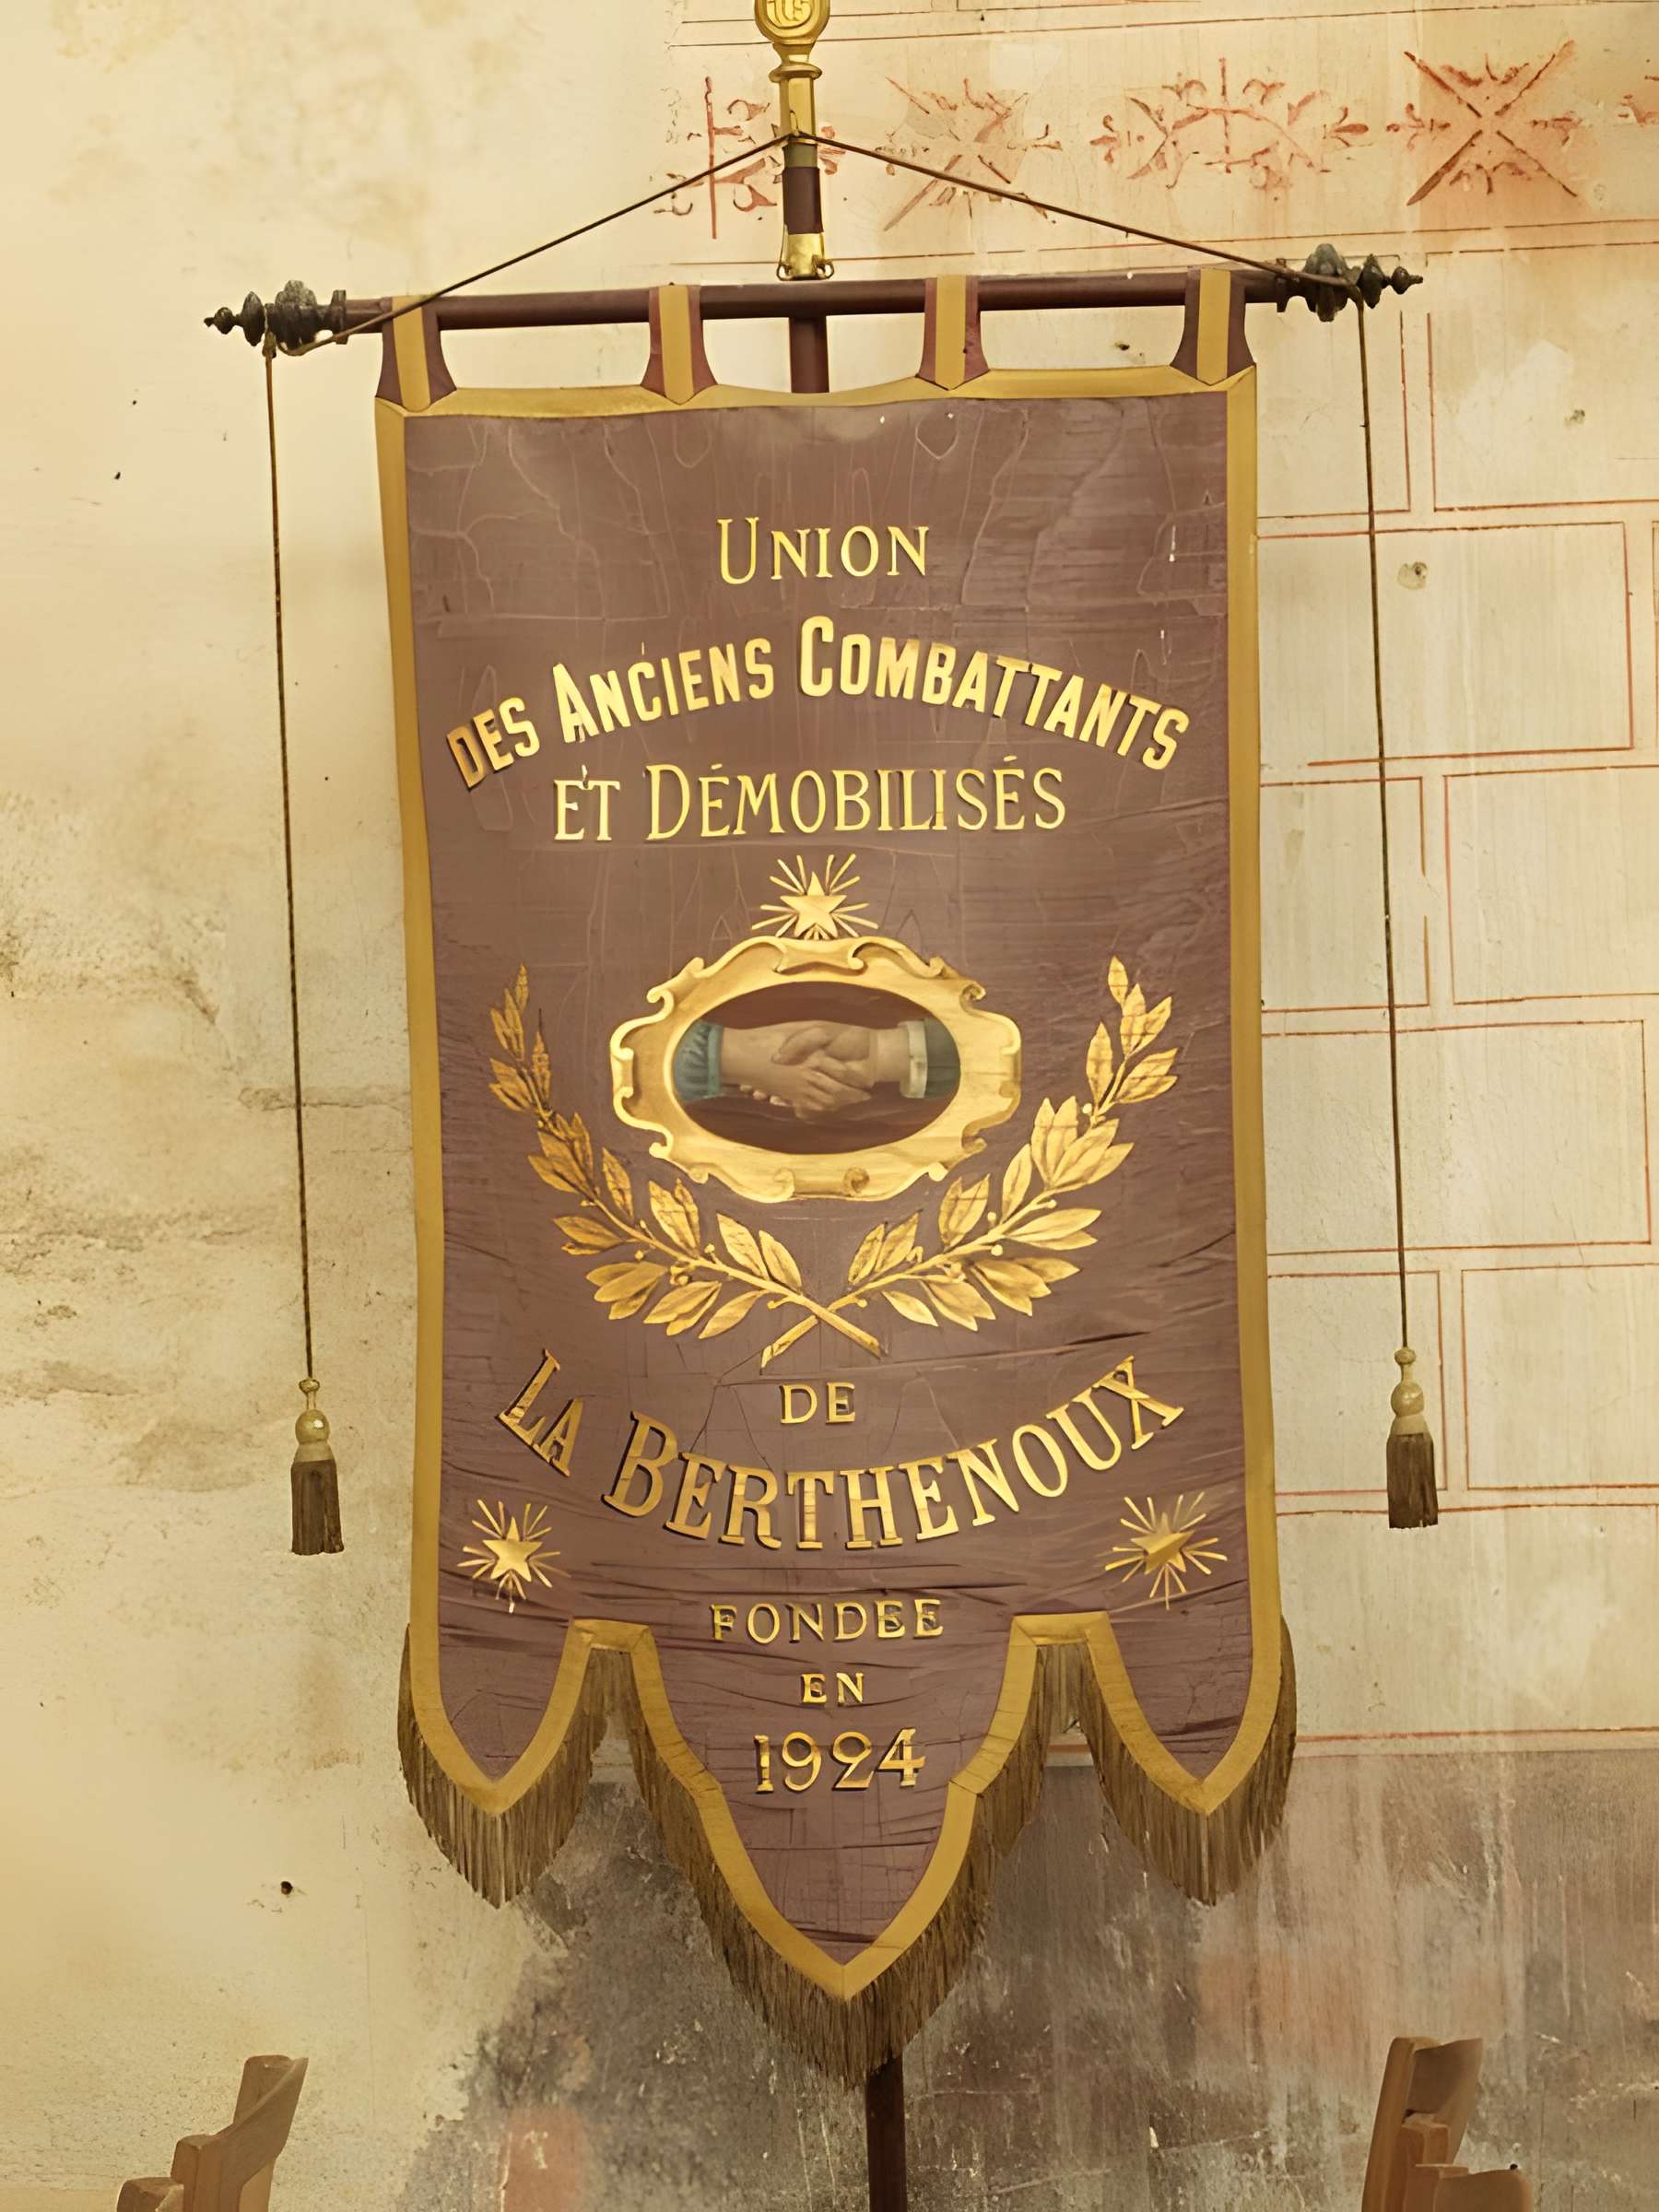 UNION
DES ANCIENS COMBATTANTS
ET DÉMOBILISÉS
DE
LA BERTHENOUX
FONDEE
EN
1924